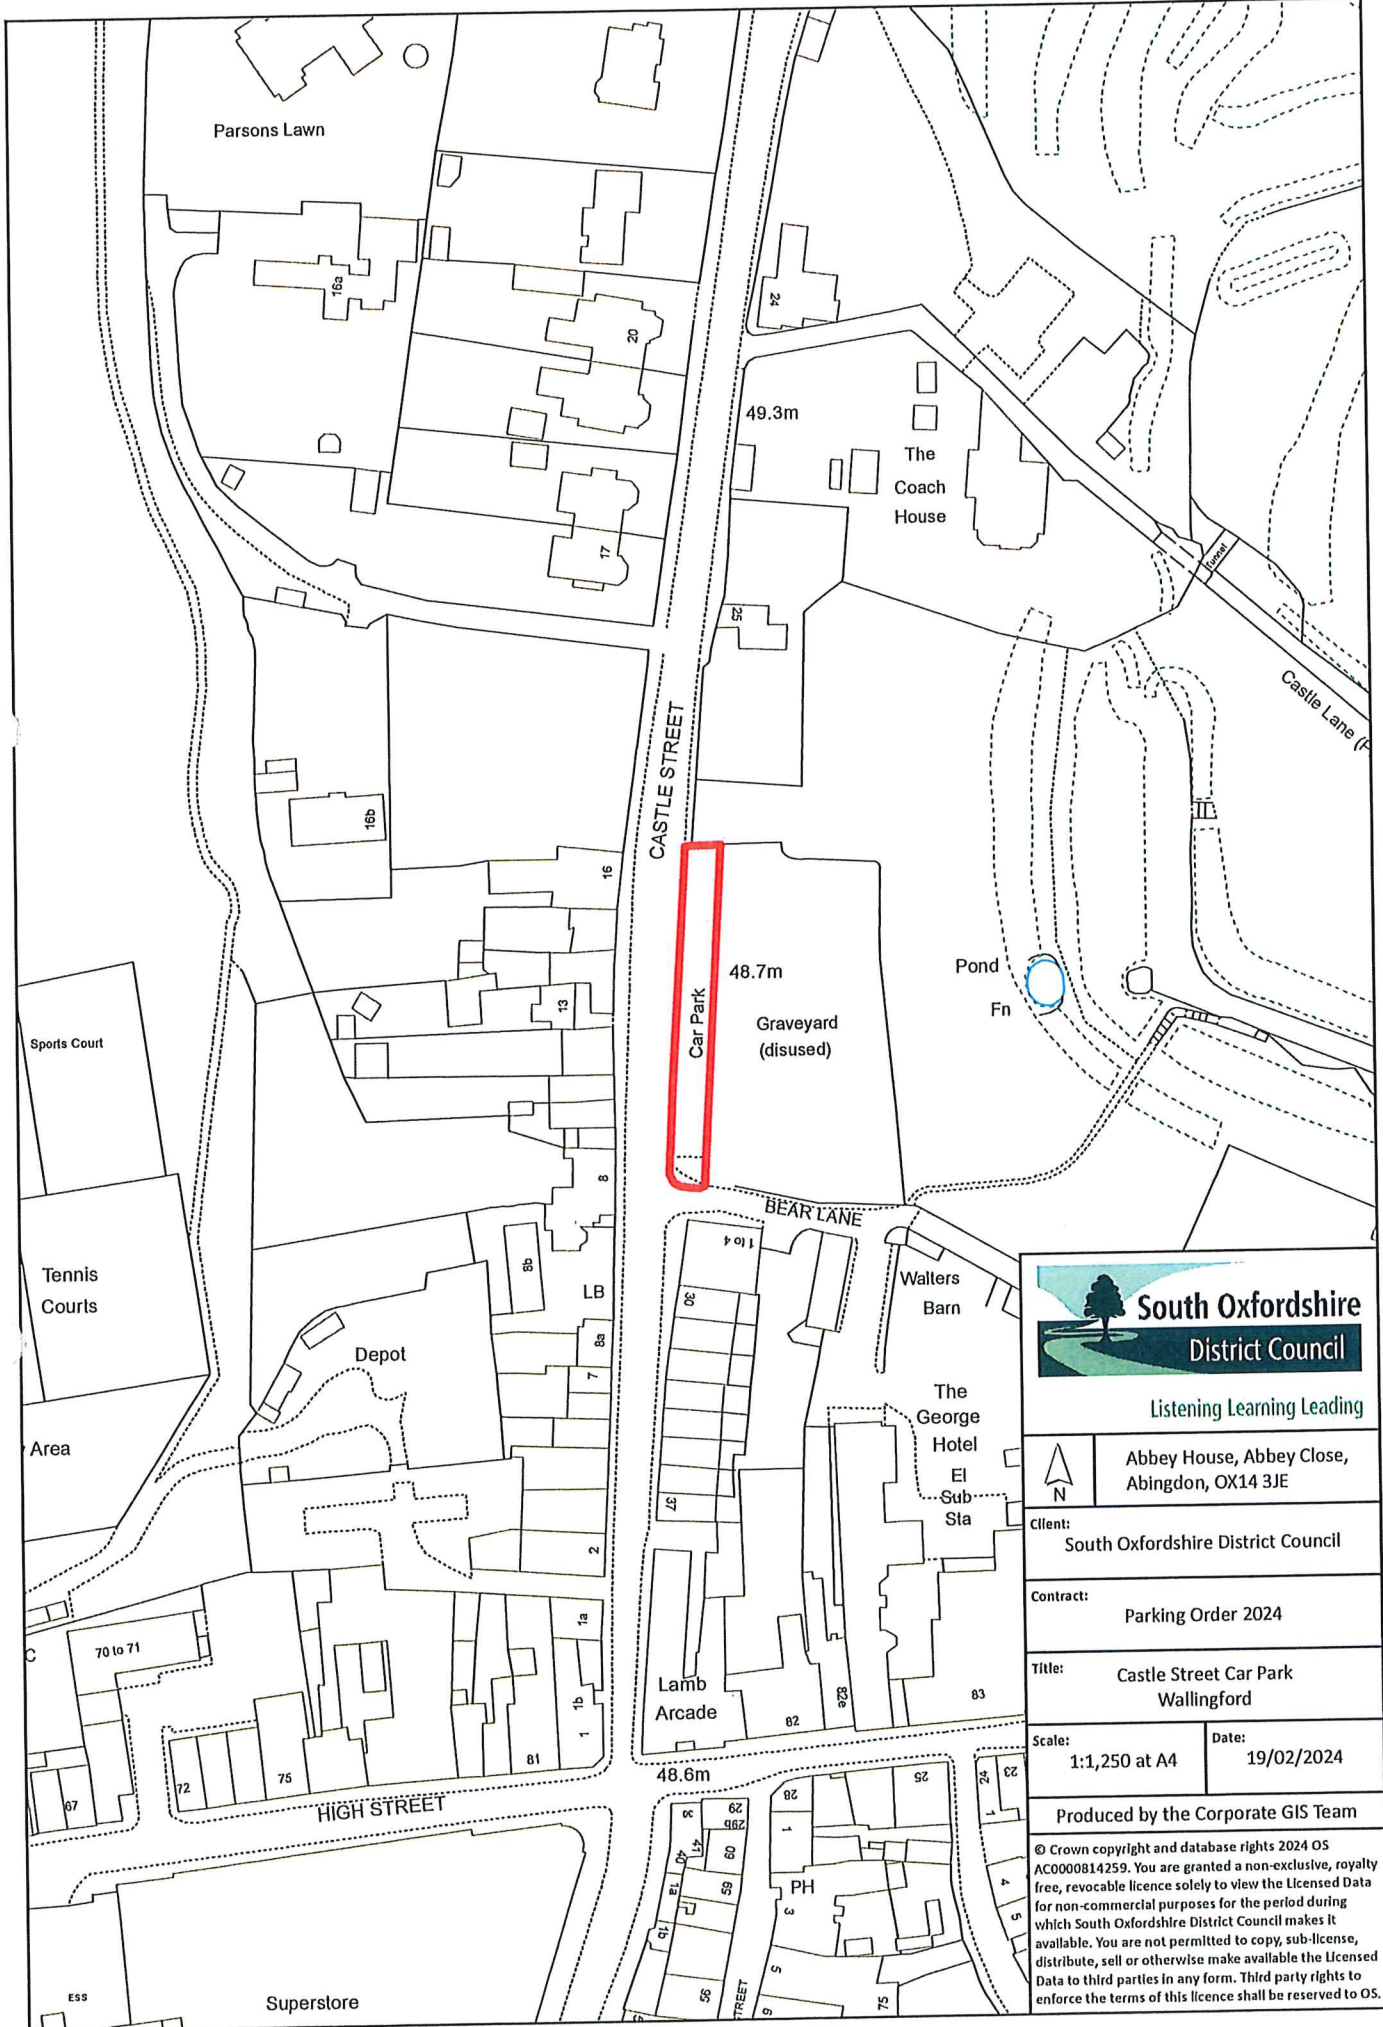 Parsons Lawn
16a
20
24
49.3m
The
Coach
House
17
25
Tunnel
Castle Lane (F
CASTLE STREET
16b
16
Car Park
48.7m
Graveyard
(disused)
Pond
Fn
13
Sports Court
8
BEAR LANE
1 to 4
8b
LB
30
Walters
Barn
Tennis
Courts
8a
Depot
7
The
George
Hotel
El
Sub
Sta
Area
37
2
1a
C
70 to 71
Lamb
Arcade
1b
1
82
82e
83
72
75
81
67
HIGH STREET
48.6m
28
25
24
23
1
29
29b
41
40
60
59
1a
1b
56
1
PH
3
5
6
75
4
5
ESS
Superstore
TREET
South Oxfordshire
District Council
Listening Learning Leading
N
Abbey House, Abbey Close,
Abingdon, OX14 3JE
Client:
South Oxfordshire District Council
Contract:
Parking Order 2024
Title:
Castle Street Car Park
Wallingford
Scale:
1:1,250 at A4
Date:
19/02/2024
Produced by the Corporate GIS Team
© Crown copyright and database rights 2024 OS
AC0000814259. You are granted a non-exclusive, royalty
free, revocable licence solely to view the Licensed Data
for non-commercial purposes for the period during
which South Oxfordshire District Council makes it
available. You are not permitted to copy, sub-license,
distribute, sell or otherwise make available the Licensed
Data to third parties in any form. Third party rights to
enforce the terms of this licence shall be reserved to OS.